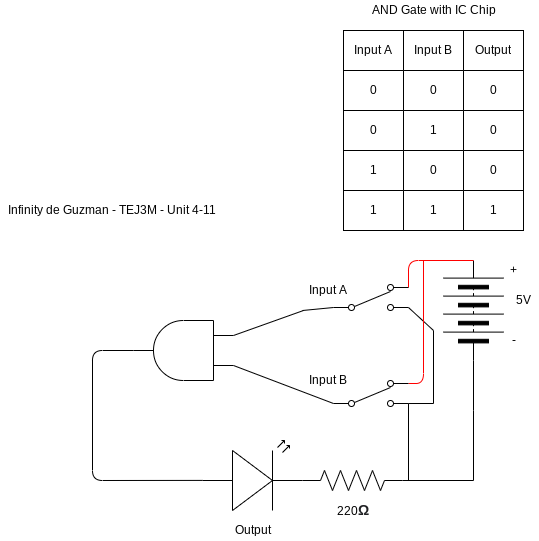 AND Gate with IC Chip
Input A Input B Output
0 0 0
0 1 0
1 0 0
1 1 1
Infinity de Guzman - TEJ3M - Unit 4-11
Input A
+
5V
-
Input B
220Ω
Output